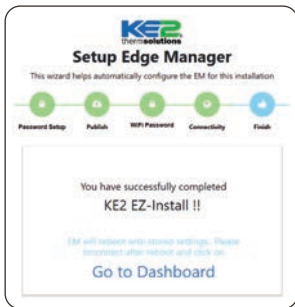 KE2
thermsolutions
Setup Edge Manager
This wizard helps automatically configure the EM for this installation
Password Setup Publish WiFi Password Connectivity Finish
You have successfully completed
KE2 EZ-Install !!
EM will reboot with stored settings. Please
reconnect after reboot and click on
Go to Dashboard